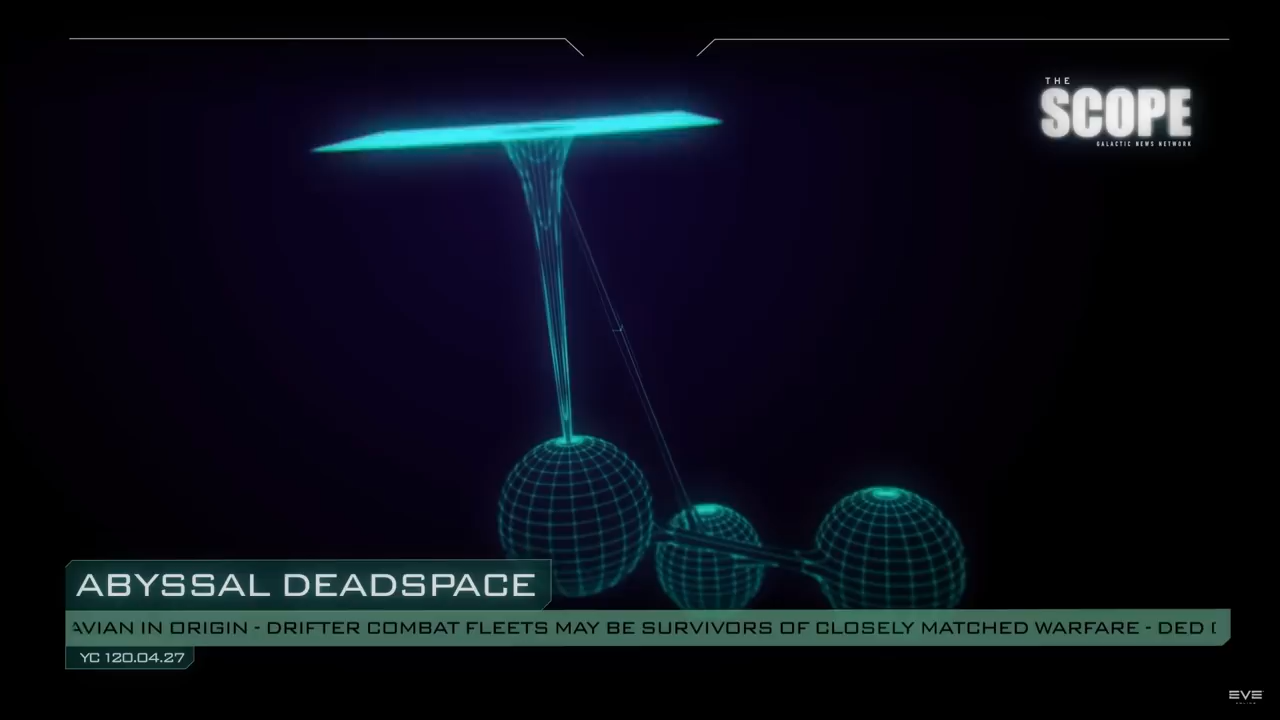 THE
SCOPE
GALACTIC NEWS NETWORK
ABYSSAL DEADSPACE
AVIAN IN ORIGIN - DRIFTER COMBAT FLEETS MAY BE SURVIVORS OF CLOSELY MATCHED WARFARE - DED
YC 120.04.27
EVE